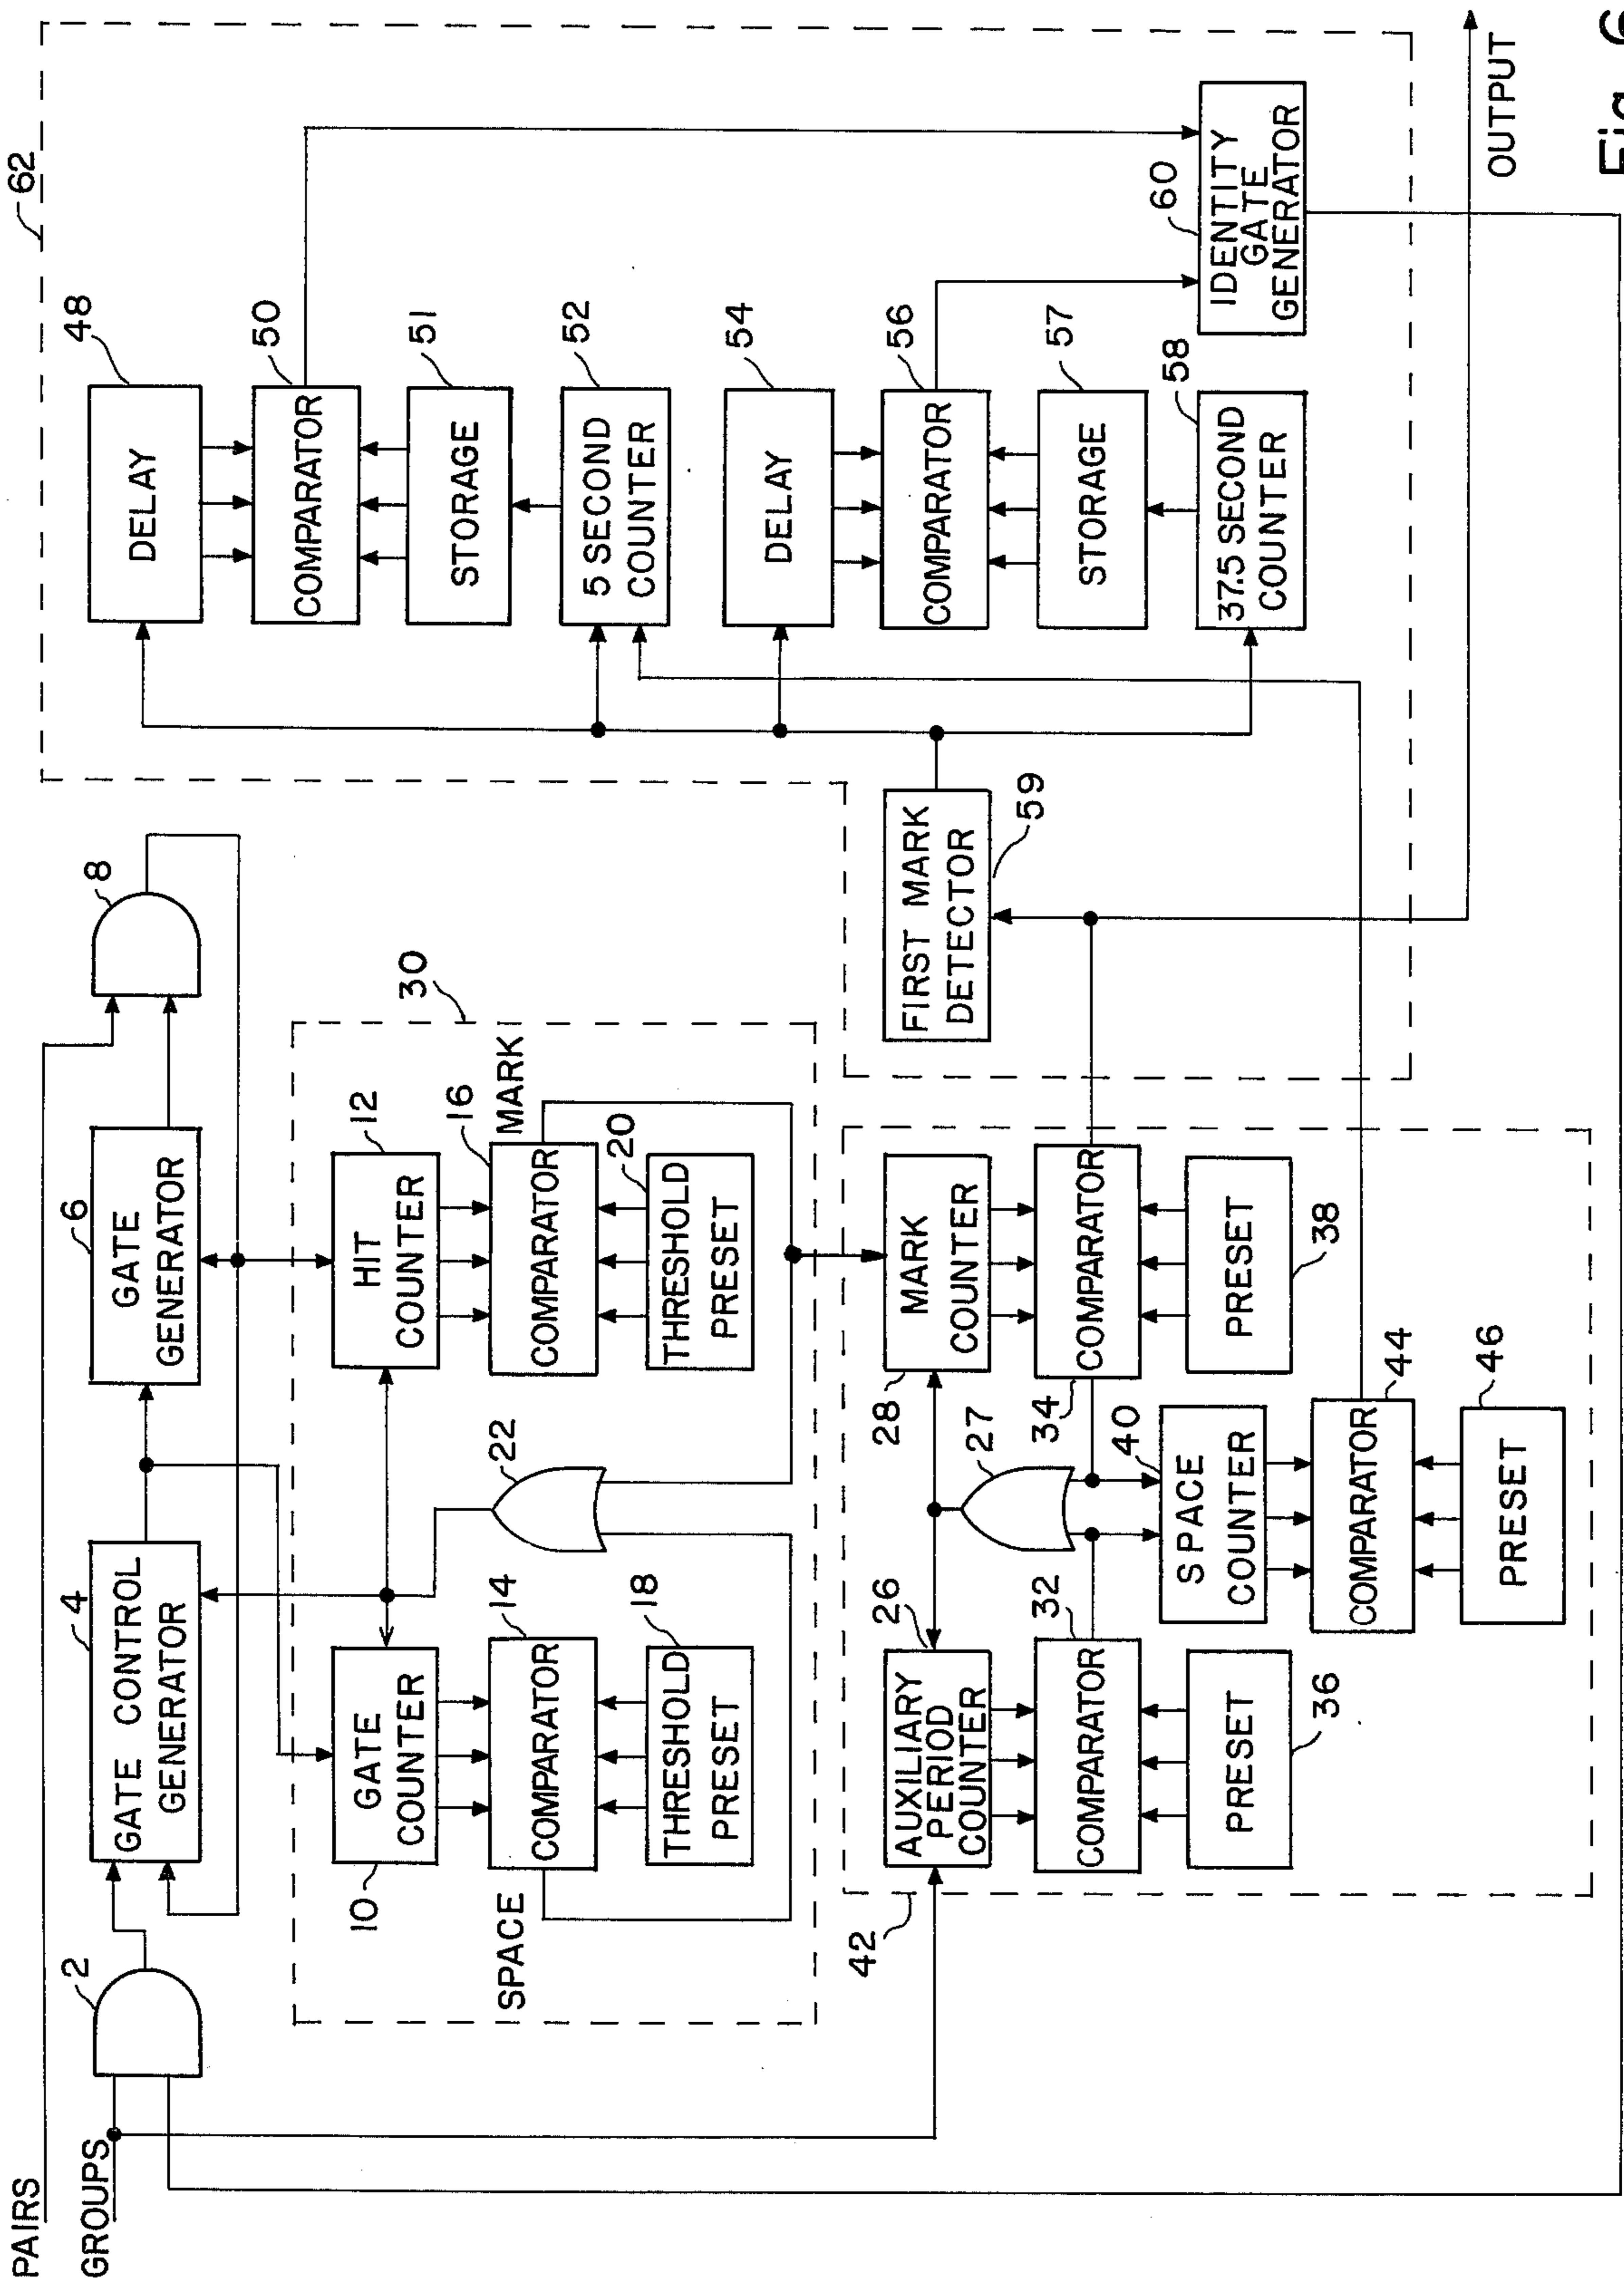 PAIRS
GROUPS
2
4
GATE CONTROL
GENERATOR
6
GATE
GENERATOR
8
62
30
10
GATE
COUNTER
12
HIT
COUNTER
SPACE
14
COMPARATOR
16
MARK
COMPARATOR
18
THRESHOLD
PRESET
20
THRESHOLD
PRESET
22
42
26
AUXILIARY
PERIOD
COUNTER
27
28
MARK
COUNTER
32
COMPARATOR
34
COMPARATOR
36
PRESET
38
PRESET
40
SPACE
COUNTER
44
COMPARATOR
46
PRESET
48
DELAY
50
COMPARATOR
51
STORAGE
52
5 SECOND
COUNTER
54
DELAY
56
COMPARATOR
57
STORAGE
58
37.5 SECOND
COUNTER
59
FIRST MARK
DETECTOR
60
IDENTITY
GATE
GENERATOR
OUTPUT
Fig. 6